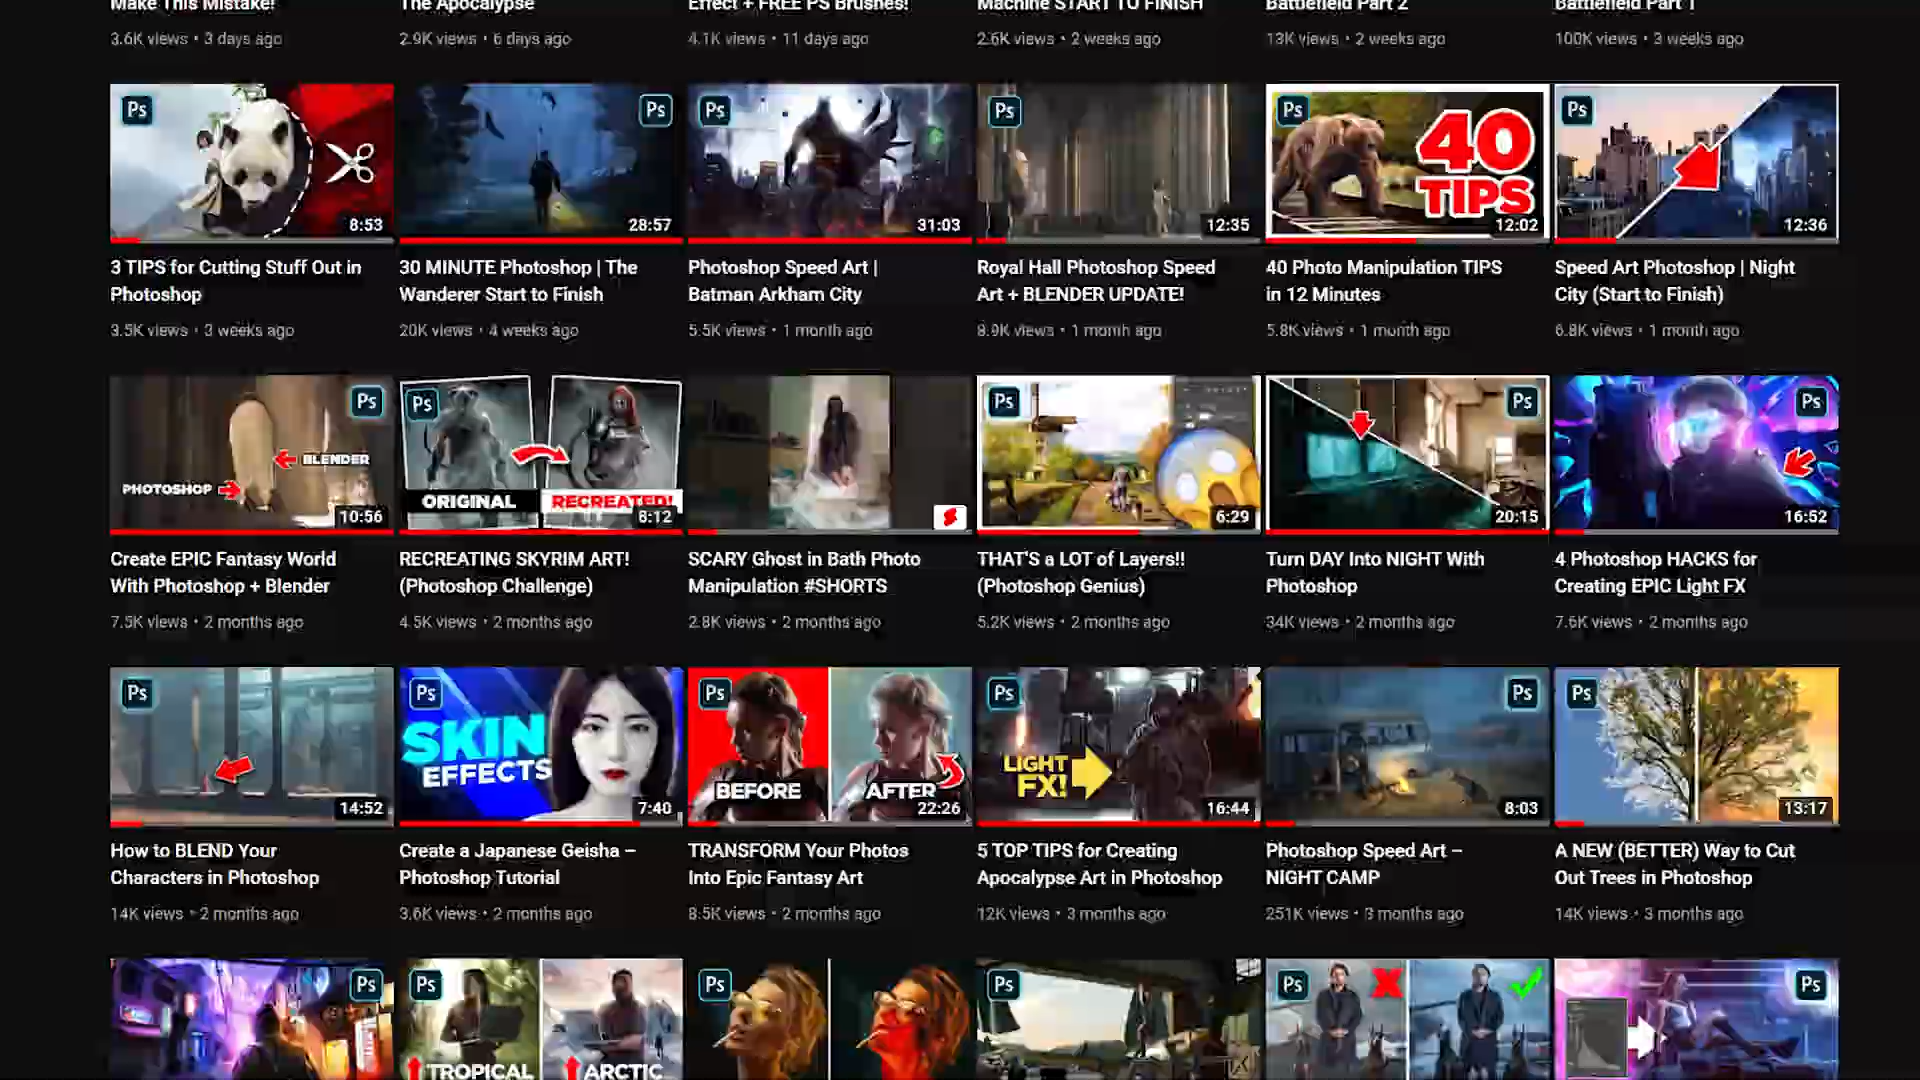 Make This Mistake!
The Apocalypse
Effect + FREE PS Brushes!
Machine START TO FINISH
Battlefield Part 2
Battlefield Part 1
3.6K views • 3 days ago
2.9K views • 6 days ago
4.1K views • 11 days ago
2.6K views • 2 weeks ago
13K views • 2 weeks ago
100K views • 3 weeks ago
Ps
8:53
Ps
28:57
Ps
31:03
Ps
12:35
Ps
40
TIPS
12:02
Ps
12:36
3 TIPS for Cutting Stuff Out in
Photoshop
3.5K views • 3 weeks ago
30 MINUTE Photoshop | The
Wanderer Start to Finish
20K views • 4 weeks ago
Photoshop Speed Art |
Batman Arkham City
5.5K views • 1 month ago
Royal Hall Photoshop Speed
Art + BLENDER UPDATE!
8.9K views • 1 month ago
40 Photo Manipulation TIPS
in 12 Minutes
5.8K views • 1 month ago
Speed Art Photoshop | Night
City (Start to Finish)
6.8K views • 1 month ago
Ps
BLENDER
PHOTOSHOP
10:56
Ps
ORIGINAL
RECREATED!
8:12
Ps
6:29
Ps
20:15
Ps
16:52
Create EPIC Fantasy World
With Photoshop + Blender
7.5K views • 2 months ago
RECREATING SKYRIM ART!
(Photoshop Challenge)
4.5K views • 2 months ago
SCARY Ghost in Bath Photo
Manipulation #SHORTS
2.8K views • 2 months ago
THAT'S a LOT of Layers!!
(Photoshop Genius)
5.2K views • 2 months ago
Turn DAY Into NIGHT With
Photoshop
34K views • 2 months ago
4 Photoshop HACKS for
Creating EPIC Light FX
7.6K views • 2 months ago
Ps
14:52
Ps
SKIN
EFFECTS
7:40
Ps
BEFORE
AFTER
22:26
Ps
LIGHT
FX!
16:44
Ps
8:03
Ps
13:17
How to BLEND Your
Characters in Photoshop
14K views • 2 months ago
Create a Japanese Geisha –
Photoshop Tutorial
3.6K views • 2 months ago
TRANSFORM Your Photos
Into Epic Fantasy Art
8.5K views • 2 months ago
5 TOP TIPS for Creating
Apocalypse Art in Photoshop
12K views • 3 months ago
Photoshop Speed Art –
NIGHT CAMP
251K views • 3 months ago
A NEW (BETTER) Way to Cut
Out Trees in Photoshop
14K views • 3 months ago
Ps
Ps
TROPICAL
ARCTIC
Ps
Ps
Ps
Ps